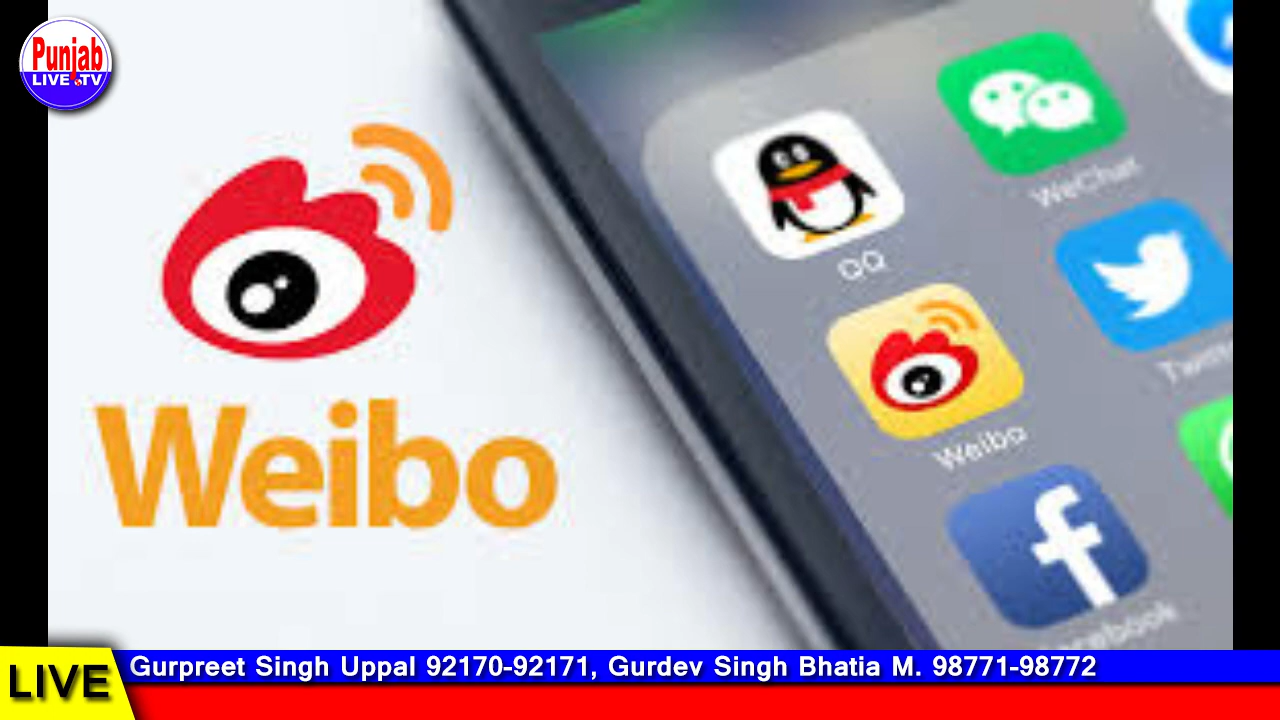 Punjab
LIVE TV
WeChat
QQ
Weibo
Weibo
LIVE
Gurpreet Singh Uppal 92170-92171, Gurdev Singh Bhatia M. 98771-98772